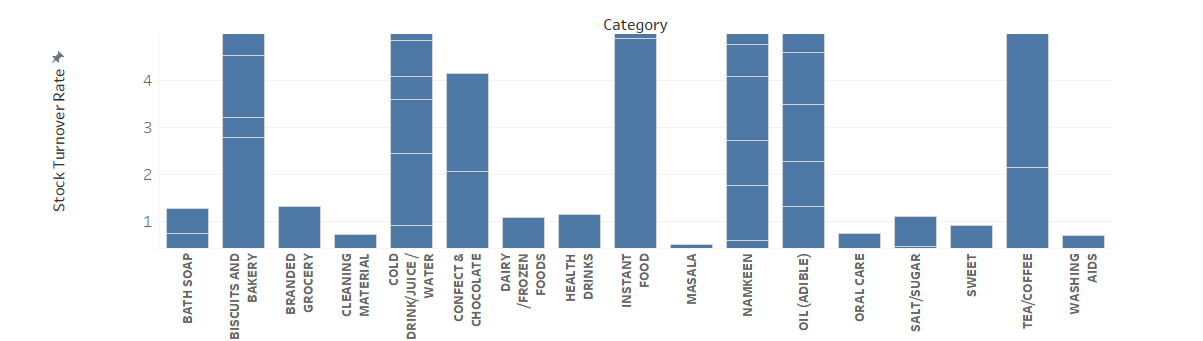 Category
Stock Turnover Rate
4
3
2
1
BATH SOAP
BISCUITS AND
BAKERY
BRANDED
GROCERY
CLEANING
MATERIAL
COLD
DRINK/JUICE /
WATER
CONFECT &
CHOCOLATE
DAIRY
/FROZEN
FOODS
HEALTH
DRINKS
INSTANT
FOOD
MASALA
NAMKEEN
OIL (ADIBLE)
ORAL CARE
SALT/SUGAR
SWEET
TEA/COFFEE
WASHING
AIDS